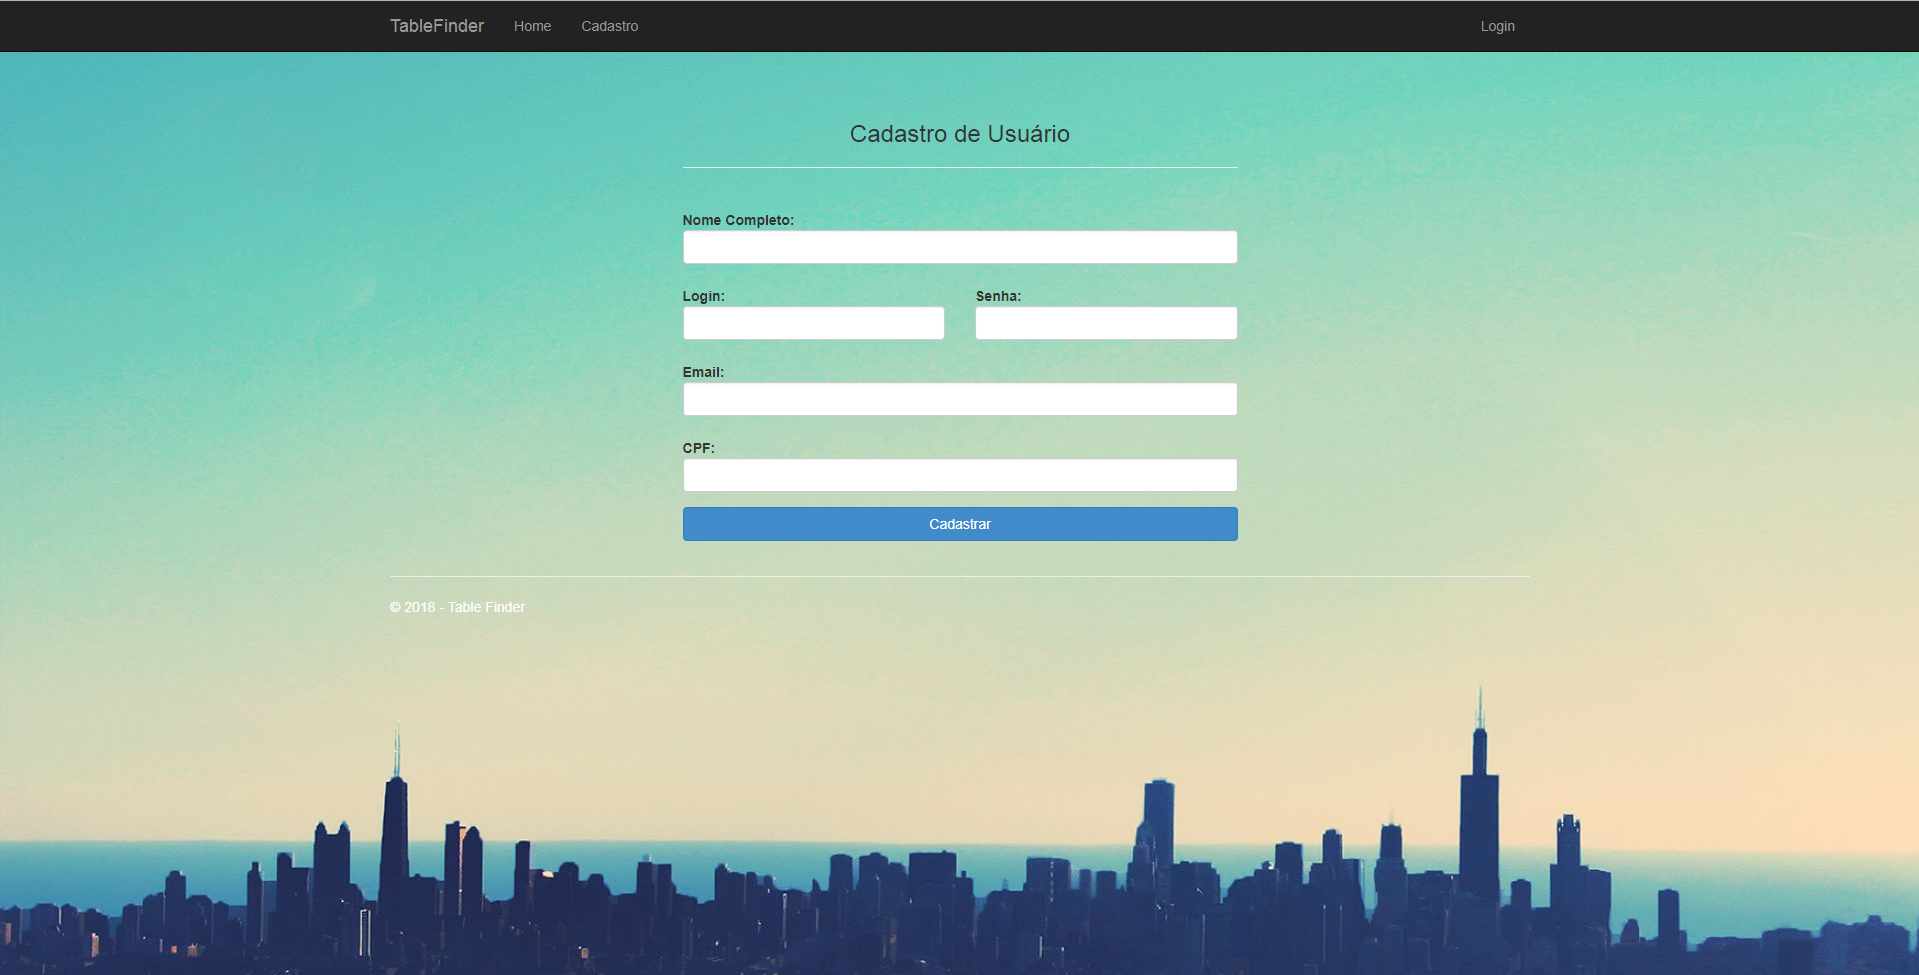 TableFinder Home Cadastro Login
Cadastro de Usuário
Nome Completo:
Login: Senha:
Email:
CPF:
Cadastrar
© 2018 - Table Finder